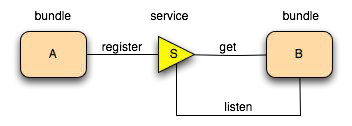 bundle service bundle
register get
A S B
listen